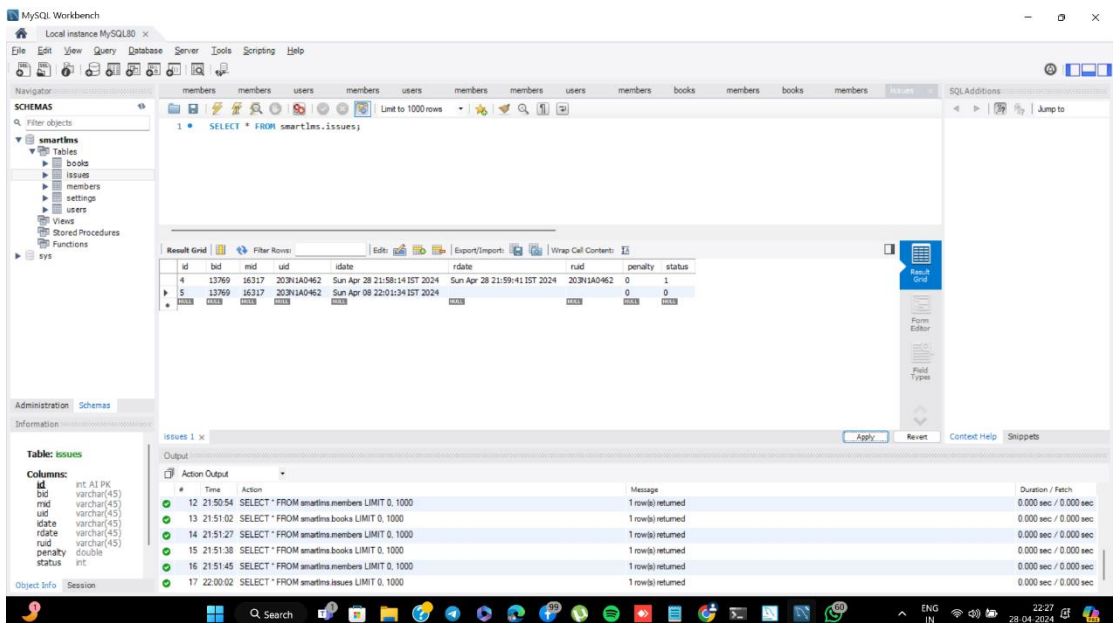 MySQL Workbench
Local instance MySQL80 ×
File Edit View Query Database Server Tools Scripting Help
Navigator members members users members users members members users members books members books members issues SQLAdditions
SCHEMAS Limit to 1000 rows Jump to
Filter objects 1 SELECT * FROM smartlms.issues;
smartlms
Tables
books
issues
members
settings
users
Views
Stored Procedures
Functions
sys
Result Grid Filter Rows: Edit: Export/Import: Wrap Cell Content:
id bid mid uid idate rdate ruid penalty status
4 13769 16317 203N1A0462 Sun Apr 28 21:58:14 IST 2024 Sun Apr 28 21:59:41 IST 2024 203N1A0462 0 1
5 13769 16317 203N1A0462 Sun Apr 08 22:01:34 IST 2024 0 0
NULL NULL NULL NULL NULL NULL NULL NULL NULL
Result
Grid
Form
Editor
Field
Types
Administration Schemas
Information
issues 1 × Apply Revert Context Help Snippets
Table: issues
Columns:
id int AI PK
bid varchar(45)
mid varchar(45)
uid varchar(45)
idate varchar(45)
rdate varchar(45)
ruid varchar(45)
penalty double
status int
Object Info Session
Output
Action Output
# Time Action Message Duration / Fetch
12 21:50:54 SELECT * FROM smartlms.members LIMIT 0, 1000 1 row(s) returned 0.000 sec / 0.000 sec
13 21:51:02 SELECT * FROM smartlms.books LIMIT 0, 1000 1 row(s) returned 0.000 sec / 0.000 sec
14 21:51:27 SELECT * FROM smartlms.members LIMIT 0, 1000 1 row(s) returned 0.000 sec / 0.000 sec
15 21:51:38 SELECT * FROM smartlms.books LIMIT 0, 1000 1 row(s) returned 0.000 sec / 0.000 sec
16 21:51:45 SELECT * FROM smartlms.members LIMIT 0, 1000 1 row(s) returned 0.000 sec / 0.000 sec
17 22:00:02 SELECT * FROM smartlms.issues LIMIT 0, 1000 1 row(s) returned 0.000 sec / 0.000 sec
Search 99 60 ENG 22:27
IN 28-04-2024